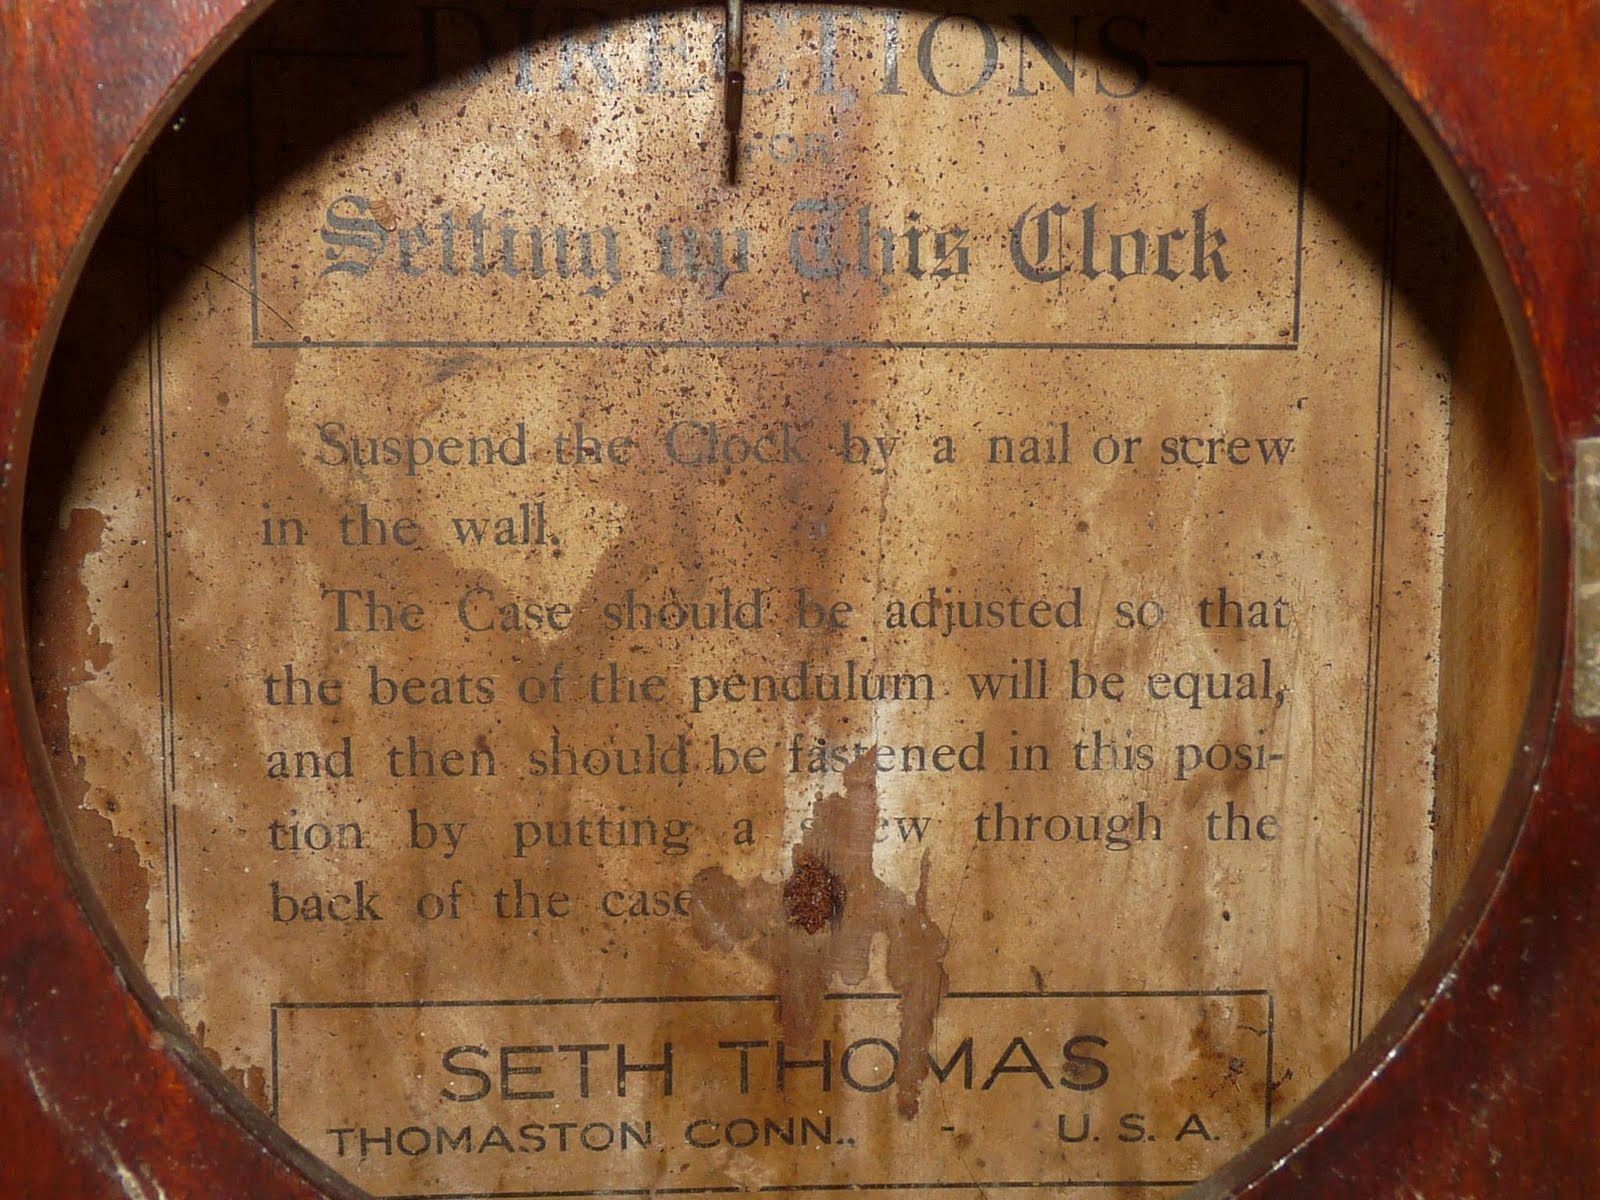 DIRECTIONS
FOR
Setting up This Clock
Suspend the Clock by a nail or screw
in the wall.
The Case should be adjusted so that
the beats of the pendulum will be equal,
and then should be fastened in this posi-
tion by putting a screw through the
back of the case
SETH THOMAS
THOMASTON CONN., - U. S. A.